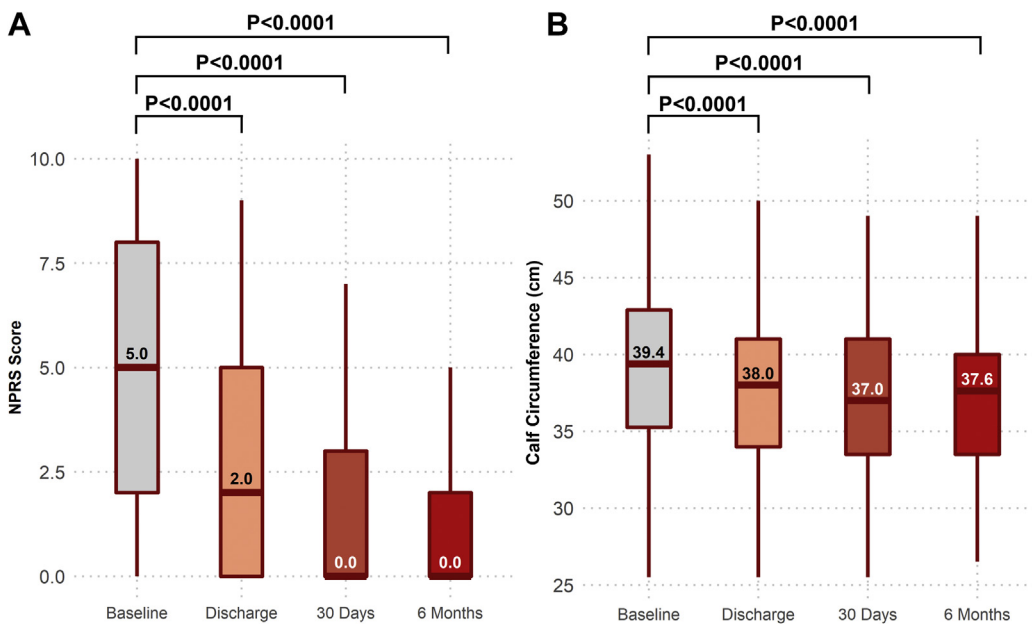 A
P<0.0001
P<0.0001
P<0.0001
NPRS Score
10.0
7.5
5.0
2.5
0.0
5.0
2.0
0.0
0.0
Baseline
Discharge
30 Days
6 Months
B
P<0.0001
P<0.0001
P<0.0001
Calf Circumference (cm)
50
45
40
35
30
25
39.4
38.0
37.0
37.6
Baseline
Discharge
30 Days
6 Months